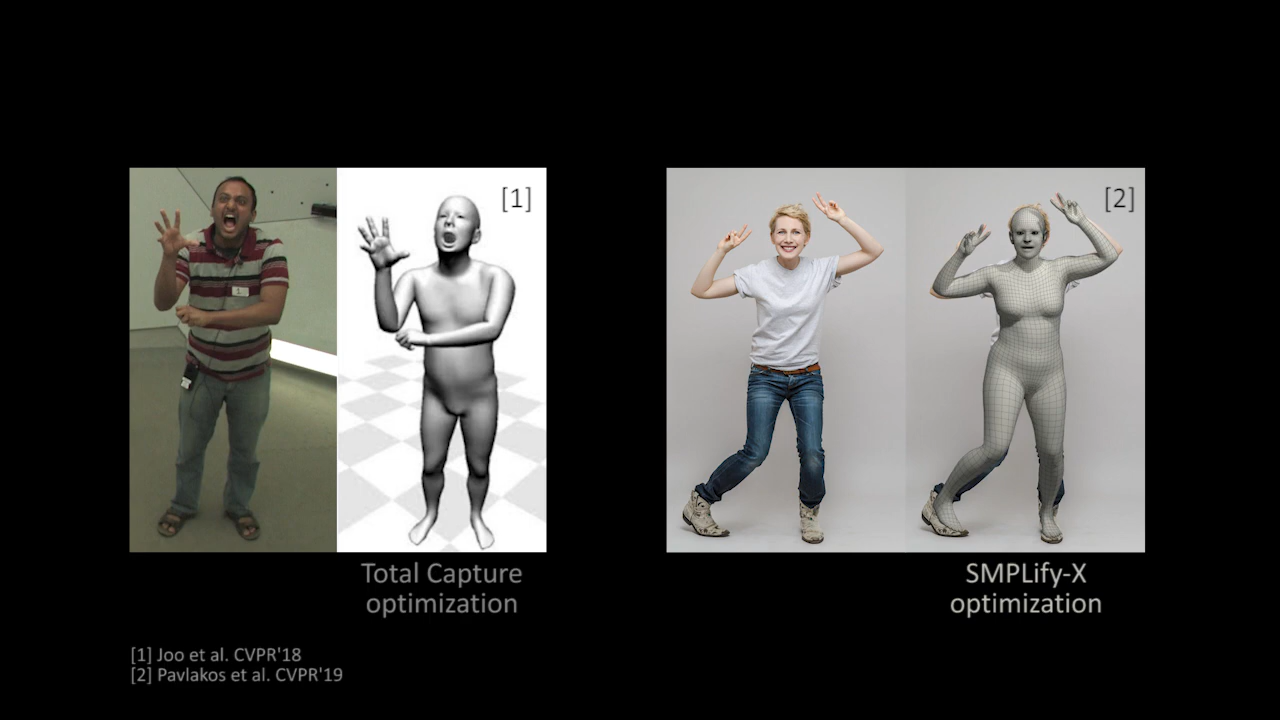 [1]
[2]
Total Capture
optimization
SMPLify-X
optimization
[1] Joo et al. CVPR'18
[2] Pavlakos et al. CVPR'19